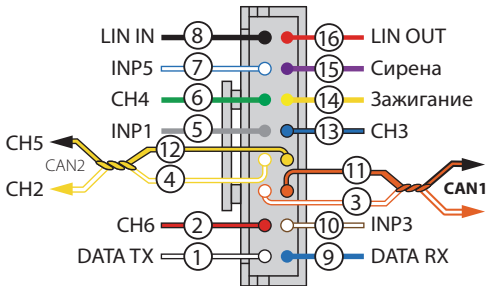 LIN IN 8 16 LIN OUT
INP5 7 15 Сирена
CH4 6 14 Зажигание
INP1 5 13 CH3
CH5 12
CAN2 4 11 CAN1
CH2 3
CH6 2 10 INP3
DATA TX 1 9 DATA RX